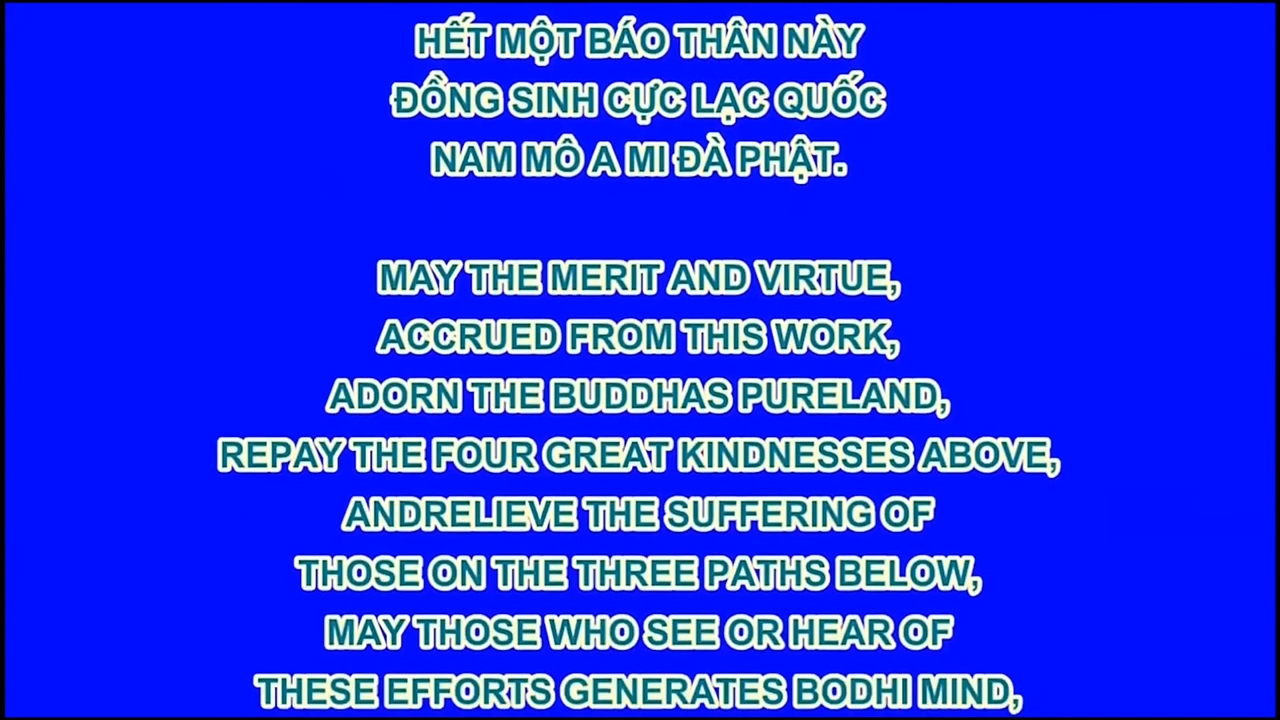 HẾT MỘT BÁO THÂN NÀY
ĐỒNG SINH CỰC LẠC QUỐC
NAM MÔ A MI ĐÀ PHẬT.
MAY THE MERIT AND VIRTUE,
ACCRUED FROM THIS WORK,
ADORN THE BUDDHAS PURELAND,
REPAY THE FOUR GREAT KINDNESSES ABOVE,
ANDRELIEVE THE SUFFERING OF
THOSE ON THE THREE PATHS BELOW,
MAY THOSE WHO SEE OR HEAR OF
THESE EFFORTS GENERATES BODHI MIND,